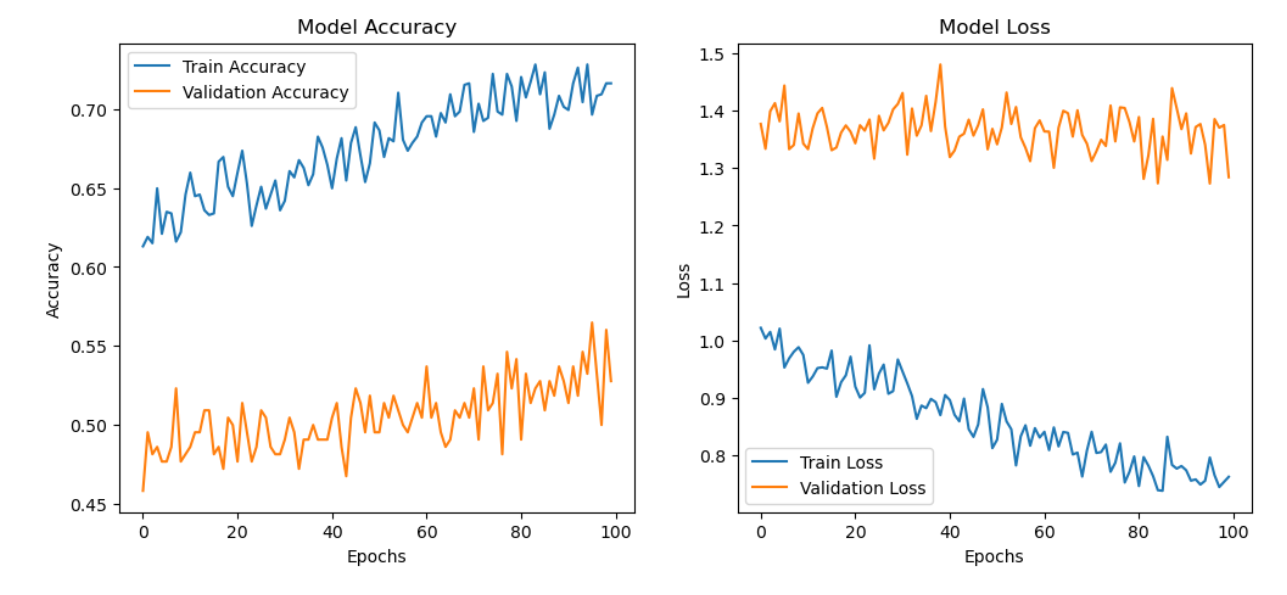 Model Accuracy
Train Accuracy
Validation Accuracy
0.70
0.65
0.60
0.55
0.50
0.45
Accuracy
0 20 40 60 80 100
Epochs
Model Loss
1.5
1.4
1.3
1.2
1.1
1.0
0.9
0.8
Loss
Train Loss
Validation Loss
0 20 40 60 80 100
Epochs